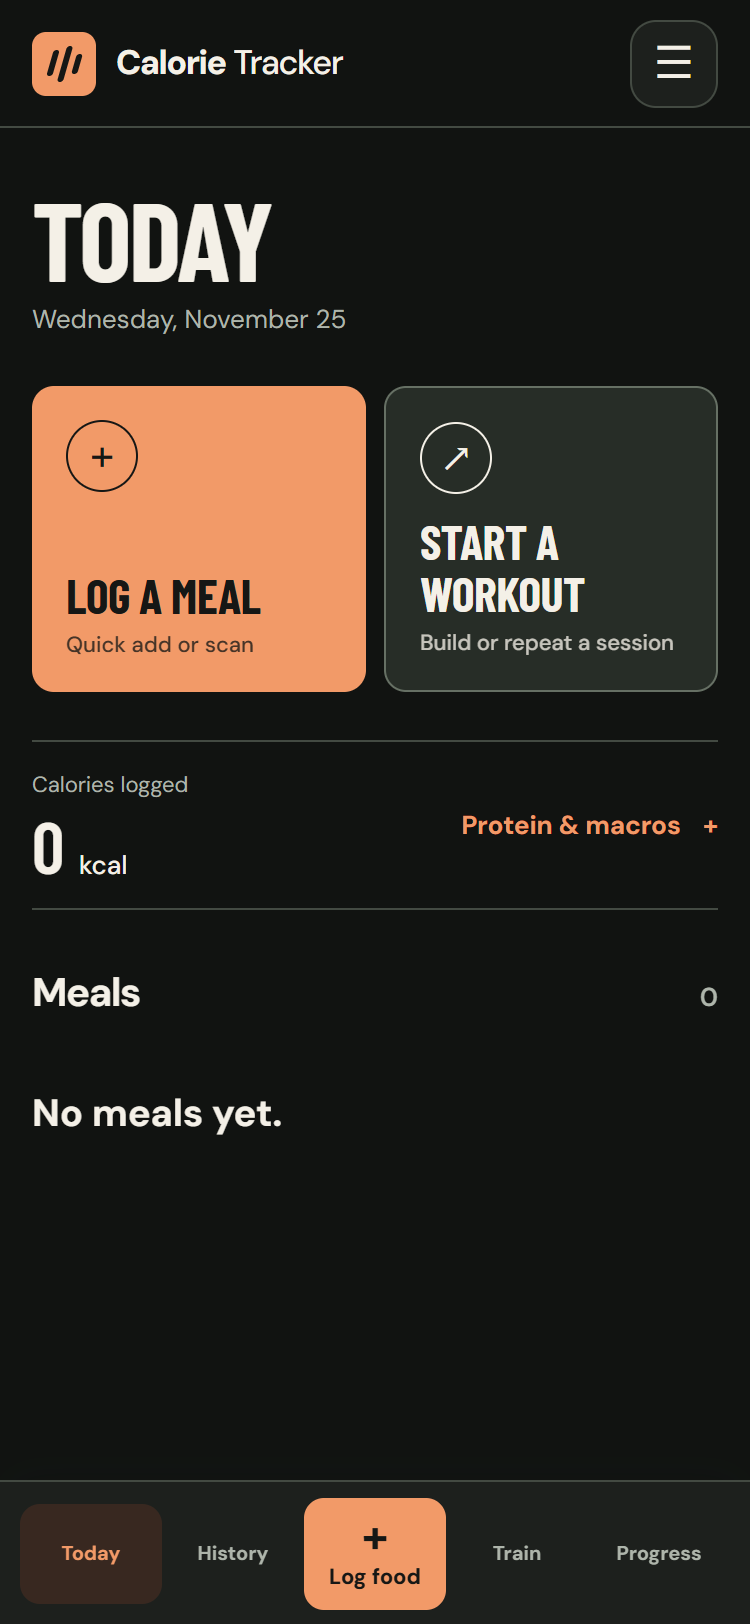 Calorie Tracker
☰
TODAY
Wednesday, November 25
+
LOG A MEAL
Quick add or scan
↗
START A
WORKOUT
Build or repeat a session
Calories logged
0 kcal
Protein & macros +
Meals
0
No meals yet.
Today
History
+
Log food
Train
Progress